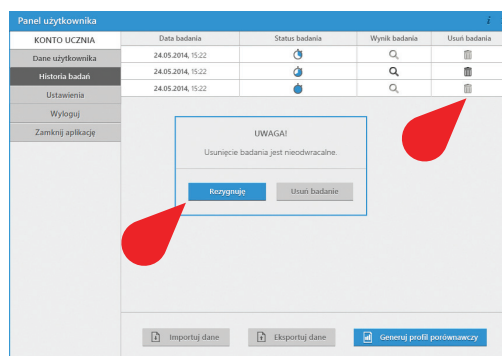 Panel użytkownika i
KONTO UCZNIA
Dane użytkownika
Historia badań
Ustawienia
Wyloguj
Zamknij aplikację
Data badania Status badania Wynik badania Usuń badanie
24.05.2014, 15:22
24.05.2014, 15:22
24.05.2014, 15:22
UWAGA!
Usunięcie badania jest nieodwracalne.
Rezygnuję Usuń badanie
Importuj dane Eksportuj dane Generuj profil porównawczy